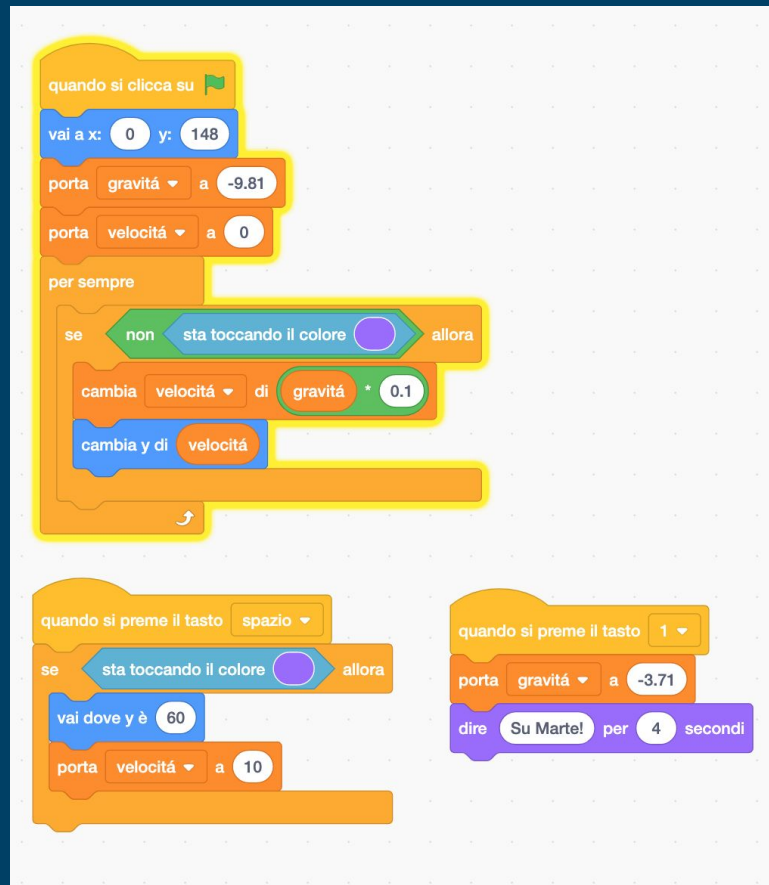 quando si clicca su
vai a x: 0 y: 148
porta gravitá a -9.81
porta velocitá a 0
per sempre
se non sta toccando il colore allora
cambia velocitá di gravitá * 0.1
cambia y di velocitá
quando si preme il tasto spazio
se sta toccando il colore allora
vai dove y è 60
porta velocitá a 10
quando si preme il tasto 1
porta gravitá a -3.71
dire Su Marte! per 4 secondi